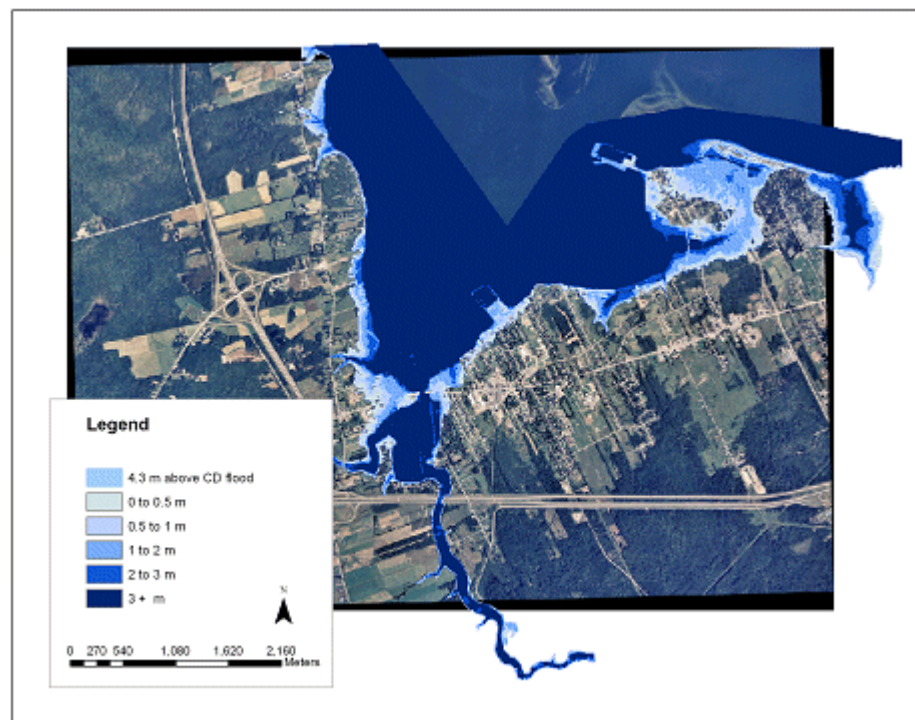 Legend
4.3 m above CD flood
0 to 0.5 m
0.5 to 1 m
1 to 2 m
2 to 3 m
3 + m
N
0 270 540 1,080 1,620 2,160
Meters